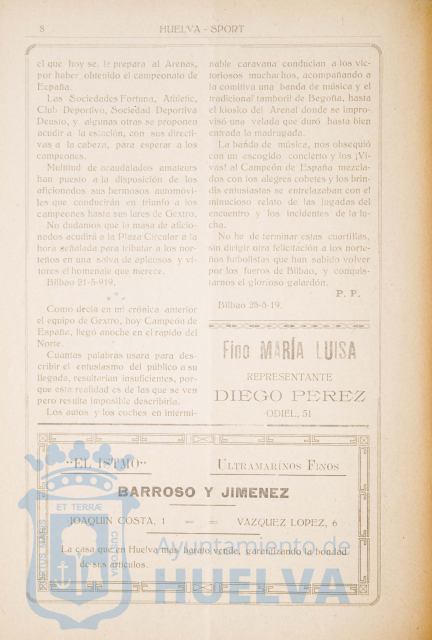 8
HUELVA - SPORT
el que hoy se le prepara al Arenas,
por haber obtenido el campeonato de
España.
Las Sociedades Fortuna, Athletic,
Club Deportivo, Sociedad Deportiva
Deusto, y algunas otras se proponen
acudir a la estación, con sus directi-
vas a la cabeza, para esperar a los
campeones.
Multitud de acaudalados amateurs
han puesto a la disposición de los
aficionados sus hermosos automóvi-
les que conducirán en triunfo a los
campeones hasta sus lares de Gextro.
No dudamos que la masa de aficio-
nados acudirá a la Plaza Circular a la
hora señalada para tributar a los nor-
teños en una salva de aplausos y ví-
tores el homenaje que merece.
Bilbao 21-5-919.
* * *
Como decía en mi crónica anterior
el equipo de Gextro, hoy Campeón de
España, llegó anoche en el rápido del
Norte.
Cuantas palabras usara para des-
cribir el entusiasmo del público a su
llegada, resultarían insuficientes, por-
que esta realidad es de las que se ven
pero resulta imposible describirla.
Los autos y los coches en intermi-
nable caravana conducían a los vic-
toriosos muchachos, acompañando a
la comitiva una banda de música y el
tradicional tamboril de Begoña, hasta
el kiosko del Arenal donde se impro-
visó una velada que duró hasta bien
entrada la madrugada.
La banda de música, nos obsequió
con un escogido concierto y los ¡Vi-
vas! al Campeón de España mezcla-
dos con los alegres cohetes y los brin-
dis entusiastas se entrelazaban con el
minucioso relato de las jugadas del
encuentro y los incidentes de la lu-
cha.
No he de terminar estas cuartillas,
sin dirigir otra felicitación a los norte-
ños futbolistas que han sabido volver
por los fueros de Bilbao, y conquis-
tarnos el glorioso galardón.
P. P.
Bilbao 28-5-19.
Fino MARÍA LUISA
REPRESENTANTE
DIEGO PEREZ
ODIEL, 51
"EL ISTMO"
ULTRAMARINOS FINOS
BARROSO Y JIMENEZ
JOAQUIN COSTA, 1 = = VAZQUEZ LOPEZ, 6
La casa que en Huelva más barato vende, garantizando la bondad
de sus artículos.
PORTUS MARIS ET TERRÆ CUSTODIA
Ayuntamiento de
HUELVA